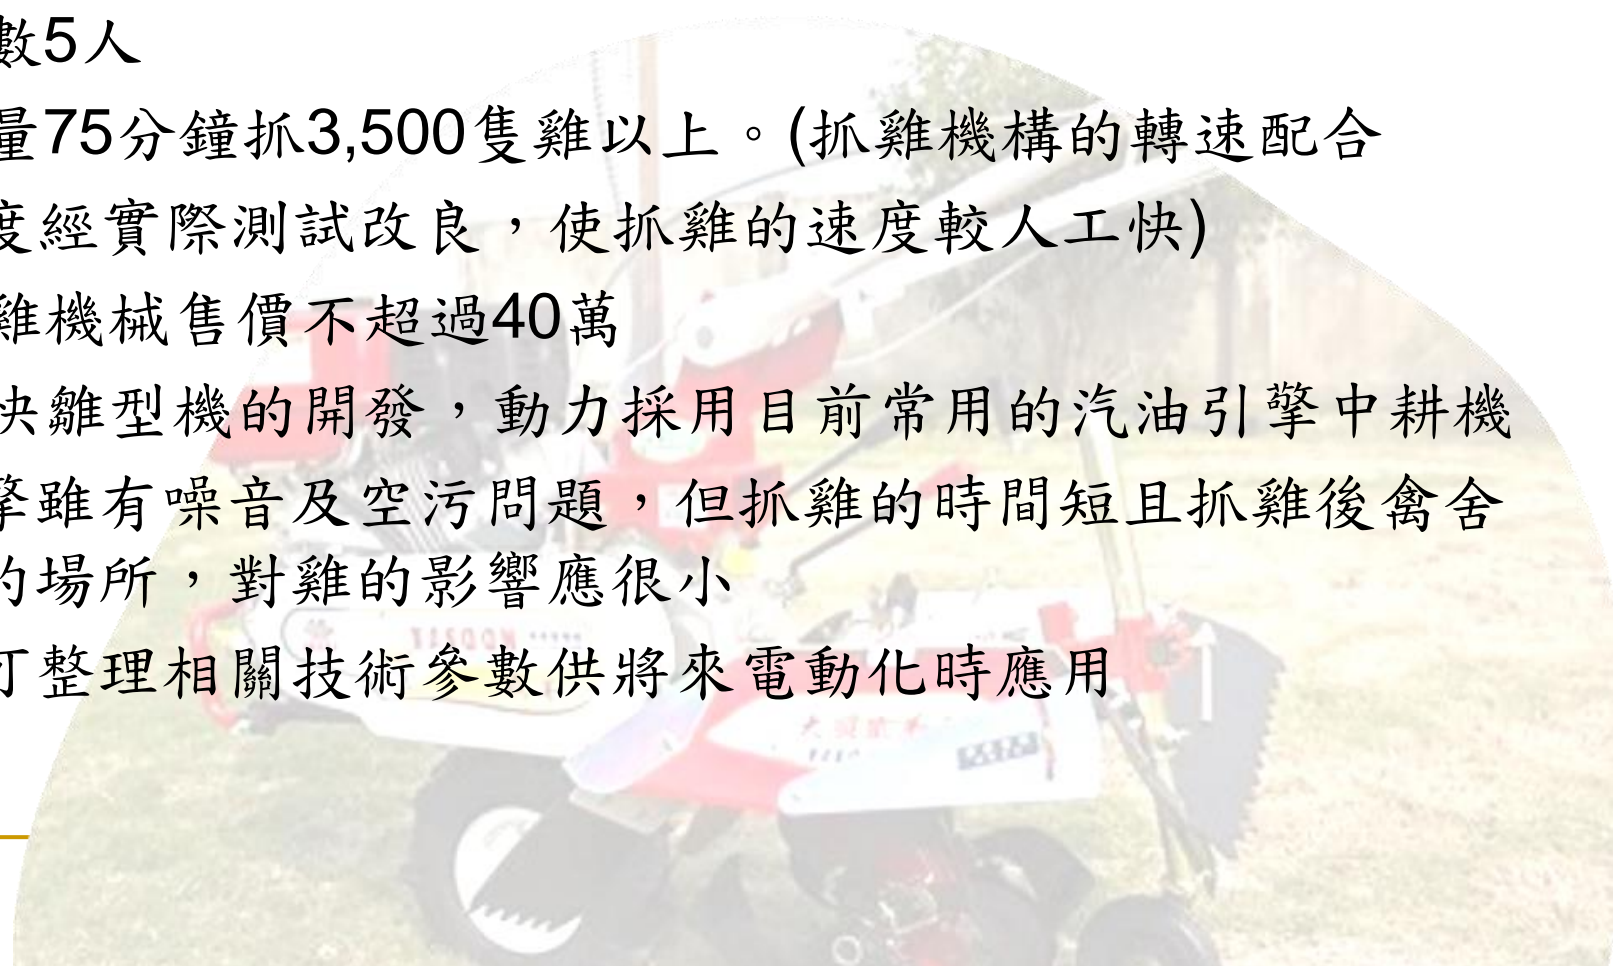 數5人
量75分鐘抓3,500隻雞以上。(抓雞機構的轉速配合
度經實際測試改良，使抓雞的速度較人工快)
雞機械售價不超過40萬
快雛型機的開發，動力採用目前常用的汽油引擎中耕機
擎雖有噪音及空污問題，但抓雞的時間短且抓雞後禽舍
的場所，對雞的影響應很小
可整理相關技術參數供將來電動化時應用